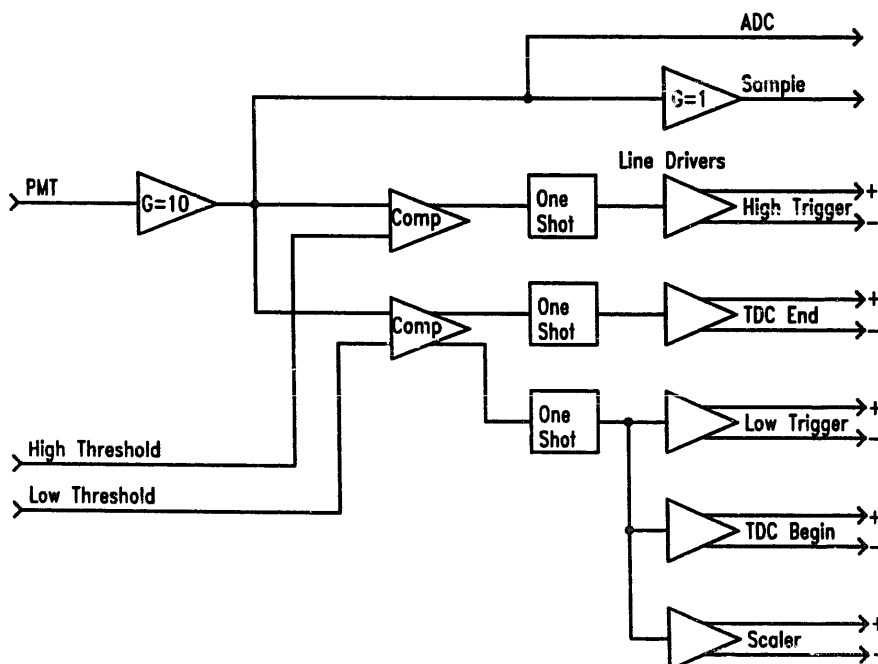 ADC
G=1
Sample
Line Drivers
PMT
G=10
Comp
One
Shot
+
High Trigger
-
Comp
One
Shot
+
TDC End
-
One
Shot
+
Low Trigger
-
High Threshold
Low Threshold
+
TDC Begin
-
+
Scaler
-